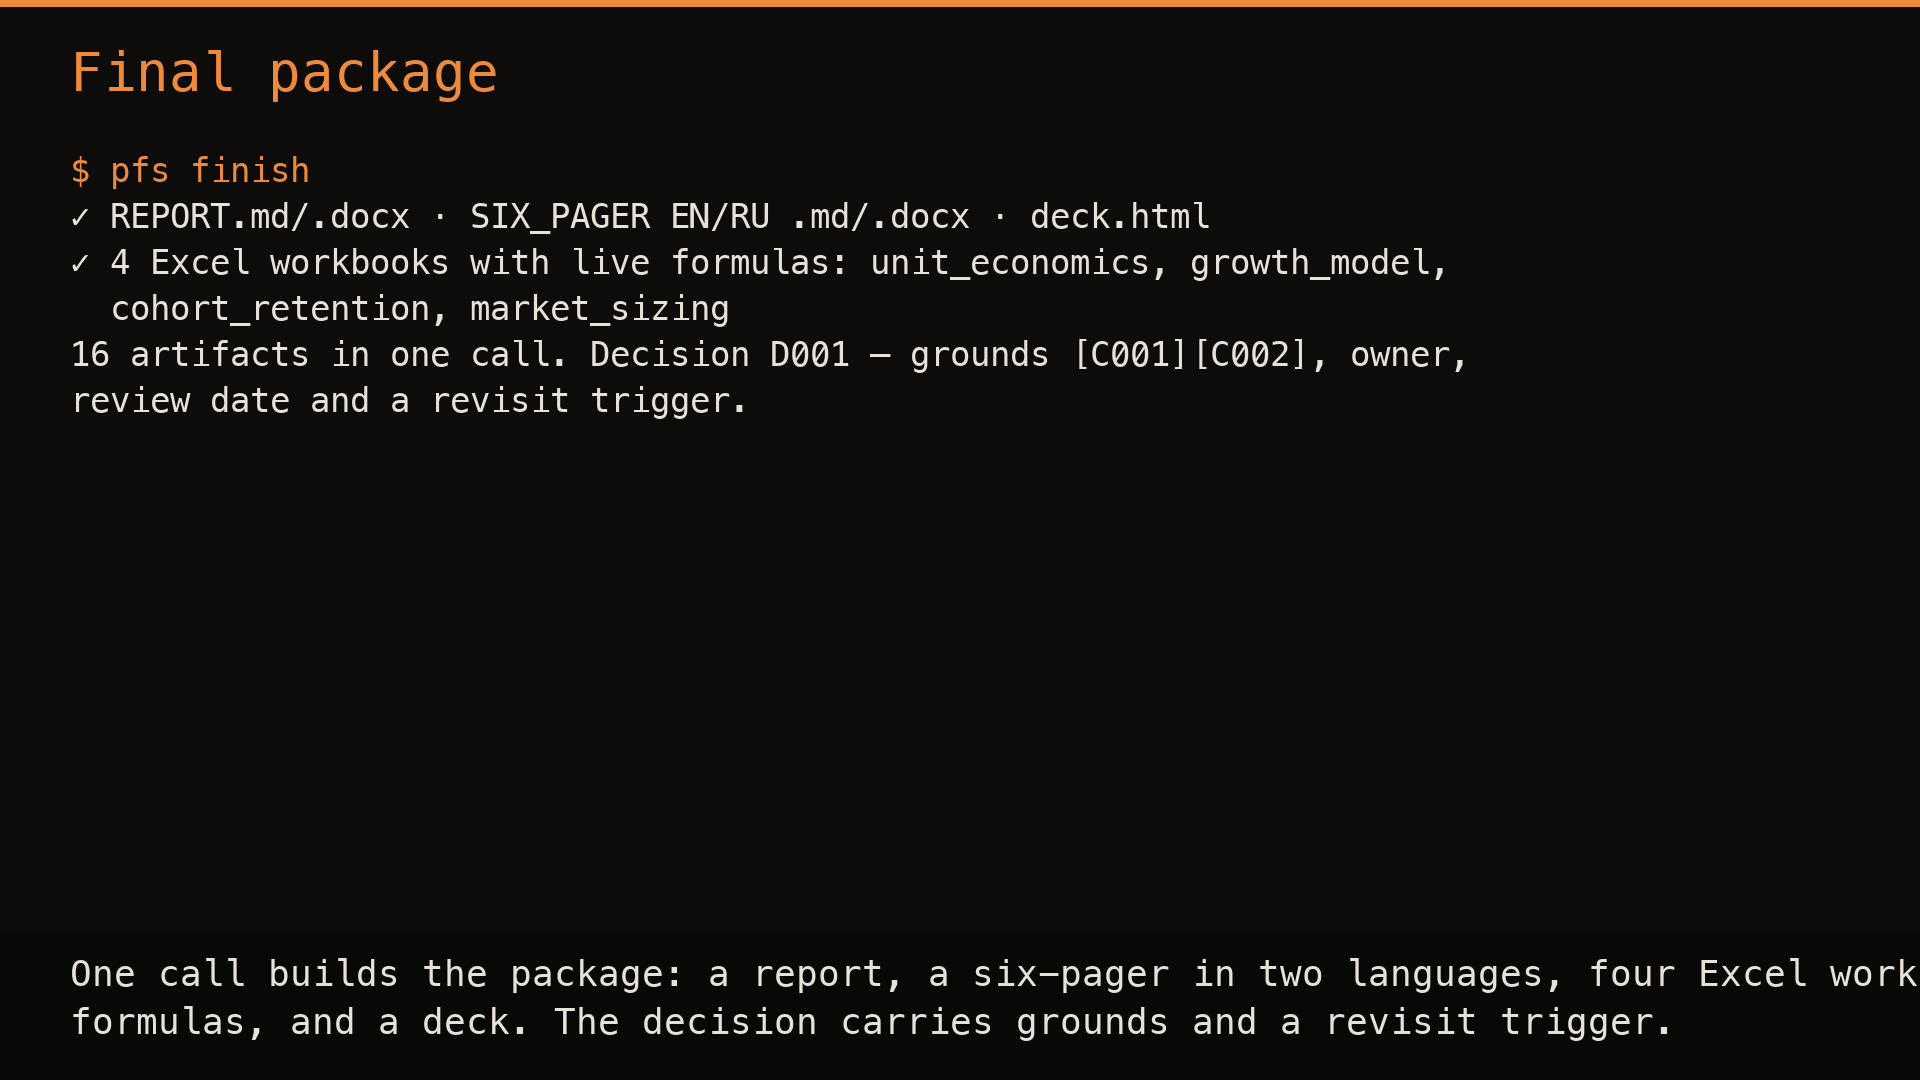 Final package
$ pfs finish
✓ REPORT.md/.docx · SIX_PAGER EN/RU .md/.docx · deck.html
✓ 4 Excel workbooks with live formulas: unit_economics, growth_model,
cohort_retention, market_sizing
16 artifacts in one call. Decision D001 — grounds [C001][C002], owner,
review date and a revisit trigger.
One call builds the package: a report, a six-pager in two languages, four Excel work
formulas, and a deck. The decision carries grounds and a revisit trigger.